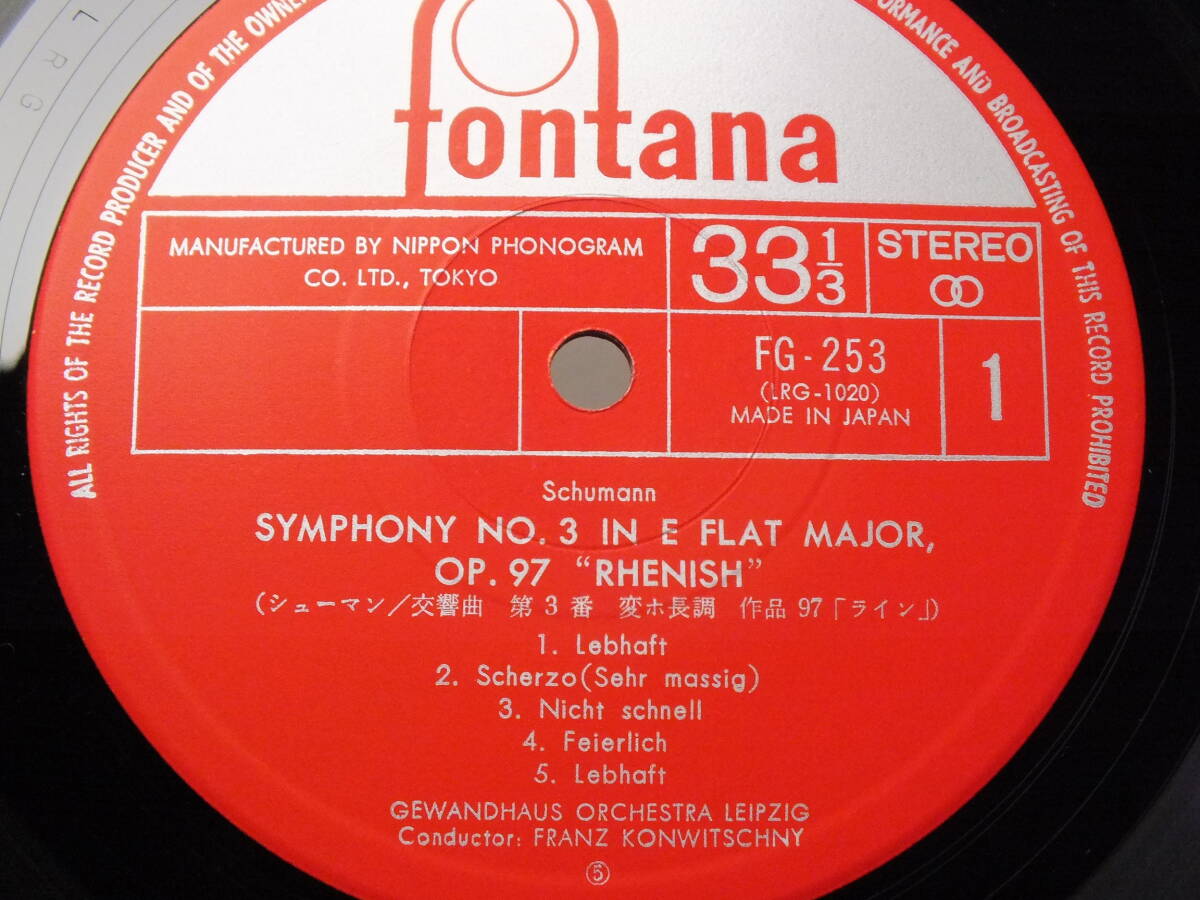 ALL RIGHTS OF THE RECORD PRODUCER AND OF THE OWNER
PERFORMANCE AND BROADCASTING OF THIS RECORD PROHIBITED
LRG
fontana
MANUFACTURED BY NIPPON PHONOGRAM
CO. LTD., TOKYO
33 1/3
STEREO
FG-253
(LRG-1020)
MADE IN JAPAN
1
Schumann
SYMPHONY NO. 3 IN E FLAT MAJOR,
OP. 97 "RHENISH"
(シューマン/交響曲 第3番 変ホ長調 作品97「ライン」)
1. Lebhaft
2. Scherzo(Sehr massig)
3. Nicht schnell
4. Feierlich
5. Lebhaft
GEWANDHAUS ORCHESTRA LEIPZIG
Conductor: FRANZ KONWITSCHNY
⑤